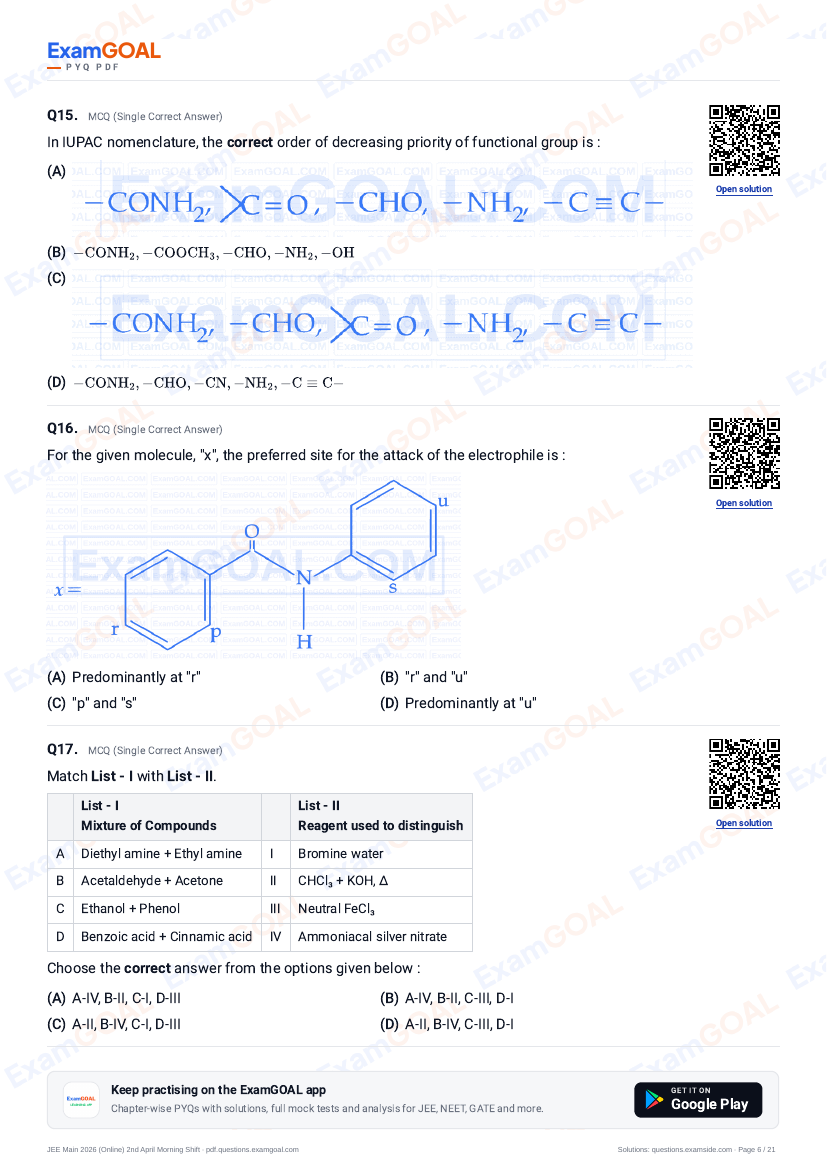 ExamGOAL
PYQ PDF
Q15. MCQ (Single Correct Answer)
In IUPAC nomenclature, the correct order of decreasing priority of functional group is :
Open solution
(A) −CONH₂, >C=O, −CHO, −NH₂, −C≡C−
(B) −CONH₂, −COOCH₃, −CHO, −NH₂, −OH
(C) −CONH₂, −CHO, >C=O, −NH₂, −C≡C−
(D) −CONH₂, −CHO, −CN, −NH₂, −C ≡ C−
Q16. MCQ (Single Correct Answer)
For the given molecule, "x", the preferred site for the attack of the electrophile is :
Open solution
u
O
x =
N
s
r
p
H
(A) Predominantly at "r"
(B) "r" and "u"
(C) "p" and "s"
(D) Predominantly at "u"
Q17. MCQ (Single Correct Answer)
Match List - I with List - II.
Open solution
List - I List - II
Mixture of Compounds Reagent used to distinguish
A Diethyl amine + Ethyl amine I Bromine water
B Acetaldehyde + Acetone II CHCl₃ + KOH, Δ
C Ethanol + Phenol III Neutral FeCl₃
D Benzoic acid + Cinnamic acid IV Ammoniacal silver nitrate
Choose the correct answer from the options given below :
(A) A-IV, B-II, C-I, D-III
(B) A-IV, B-II, C-III, D-I
(C) A-II, B-IV, C-I, D-III
(D) A-II, B-IV, C-III, D-I
ExamGOAL
Keep practising on the ExamGOAL app
Chapter-wise PYQs with solutions, full mock tests and analysis for JEE, NEET, GATE and more.
GET IT ON
Google Play
JEE Main 2026 (Online) 2nd April Morning Shift · pdf.questions.examgoal.com
Solutions: questions.examside.com · Page 6 / 21